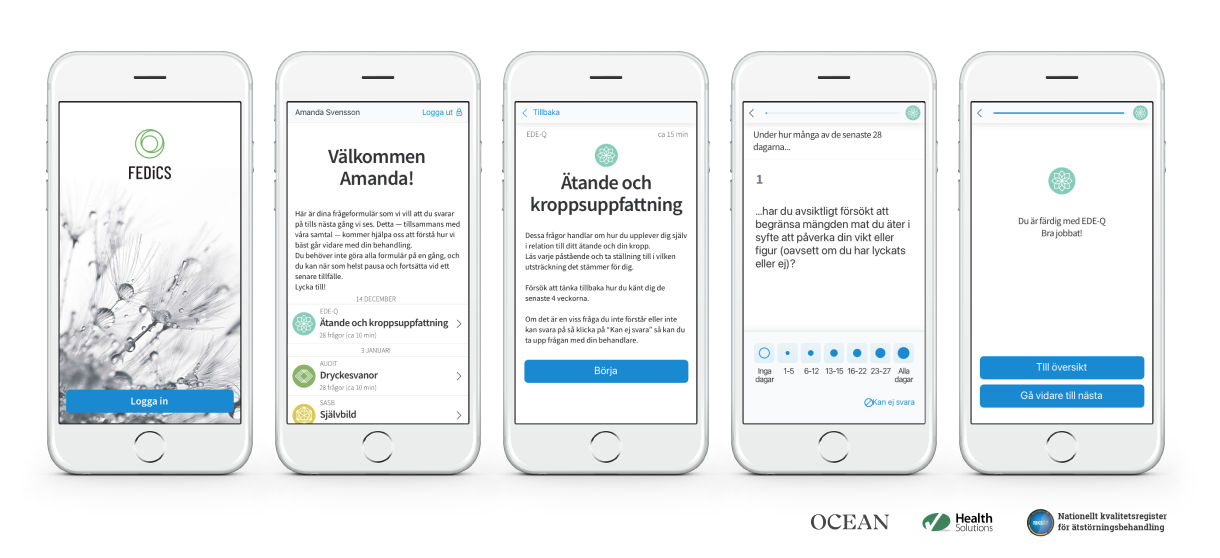 FEDiCS
Logga in
Amanda Svensson
Logga ut
Välkommen
Amanda!
Här är dina frågeformulär som vi vill att du svarar
på tills nästa gång vi ses. Detta — tillsammans med
våra samtal — kommer hjälpa oss att förstå hur vi
bäst går vidare med din behandling.
Du behöver inte göra alla formulär på en gång, och
du kan när som helst pausa och fortsätta vid ett
senare tillfälle.
Lycka till!
14 DECEMBER
EDE-Q
Ätande och kroppsuppfattning
28 frågor (ca 10 min)
3 JANUARI
AUDIT
Dryckesvanor
28 frågor (ca 10 min)
SASB
Självbild
Tillbaka
EDE-Q
ca 15 min
Ätande och
kroppsuppfattning
Dessa frågor handlar om hur du upplever dig själv
i relation till ditt ätande och din kropp.
Läs varje påstående och ta ställning till i vilken
utsträckning det stämmer för dig.
Försök att tänka tillbaka hur du känt dig de
senaste 4 veckorna.
Om det är en viss fråga du inte förstår eller inte
kan svara på så klicka på "Kan ej svara" så kan du
ta upp frågan med din behandlare.
Börja
Under hur många av de senaste 28
dagarna...
1
...har du avsiktligt försökt att
begränsa mängden mat du äter i
syfte att påverka din vikt eller
figur (oavsett om du har lyckats
eller ej)?
Inga dagar 1-5 6-12 13-15 16-22 23-27 Alla dagar
Kan ej svara
Du är färdig med EDE-Q
Bra jobbat!
TIll översikt
Gå vidare till nästa
OCEAN
Health
Solutions
Nationellt kvalitetsregister
för ätstörningsbehandling